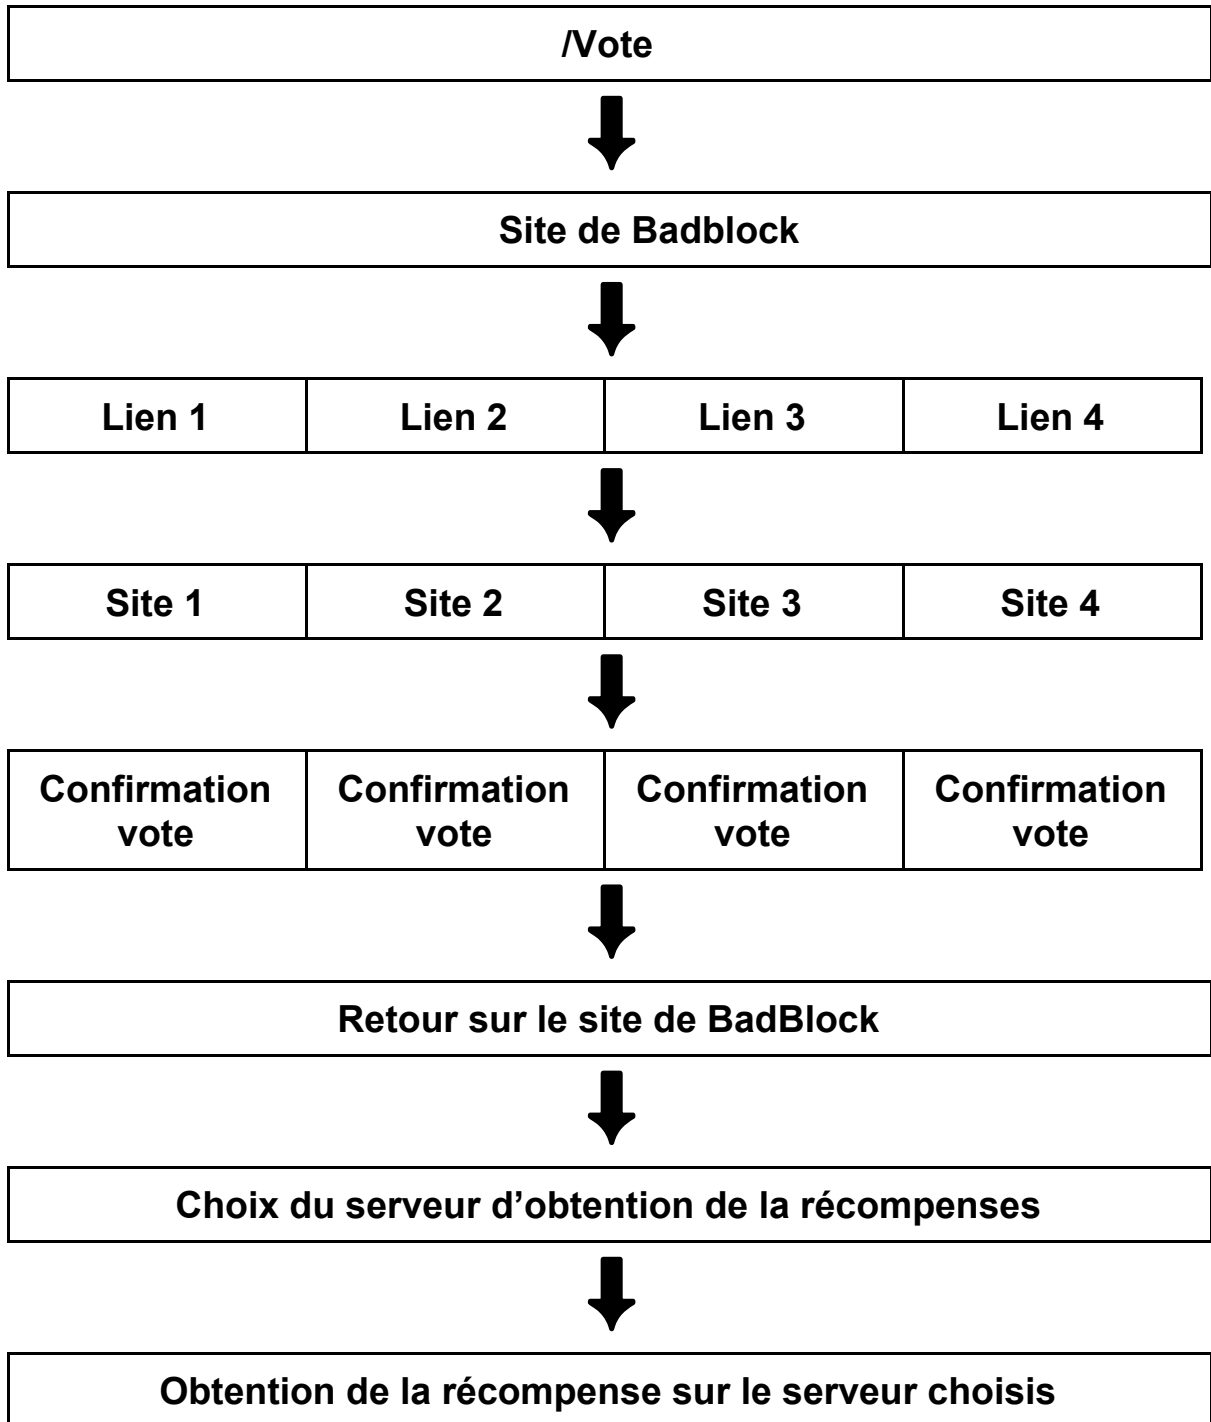 /Vote
Site de Badblock
Lien 1 Lien 2 Lien 3 Lien 4
Site 1 Site 2 Site 3 Site 4
Confirmation Confirmation Confirmation Confirmation
vote vote vote vote
Retour sur le site de BadBlock
Choix du serveur d’obtention de la récompenses
Obtention de la récompense sur le serveur choisis